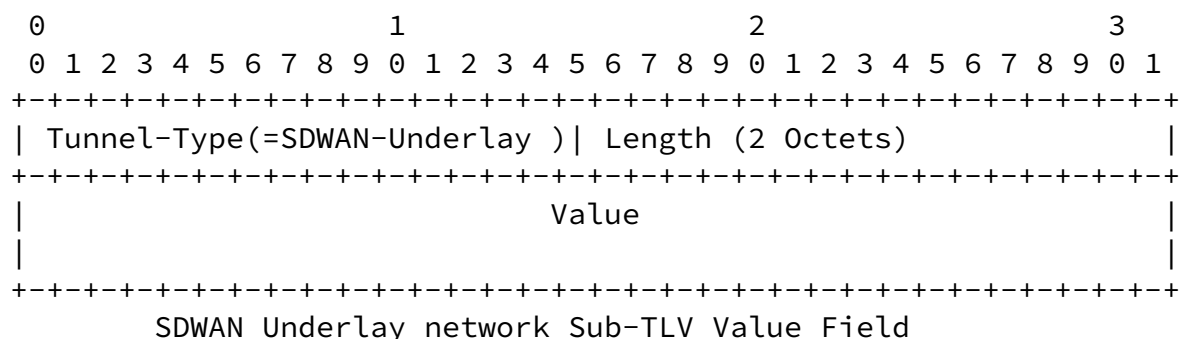 0                   1                   2                   3
 0 1 2 3 4 5 6 7 8 9 0 1 2 3 4 5 6 7 8 9 0 1 2 3 4 5 6 7 8 9 0 1
+-+-+-+-+-+-+-+-+-+-+-+-+-+-+-+-+-+-+-+-+-+-+-+-+-+-+-+-+-+-+-+-+
| Tunnel-Type(=SDWAN-Underlay )| Length (2 Octets)              |
+-+-+-+-+-+-+-+-+-+-+-+-+-+-+-+-+-+-+-+-+-+-+-+-+-+-+-+-+-+-+-+-+
|                             Value                             |
|                                                               |
+-+-+-+-+-+-+-+-+-+-+-+-+-+-+-+-+-+-+-+-+-+-+-+-+-+-+-+-+-+-+-+-+
        SDWAN Underlay network Sub-TLV Value Field